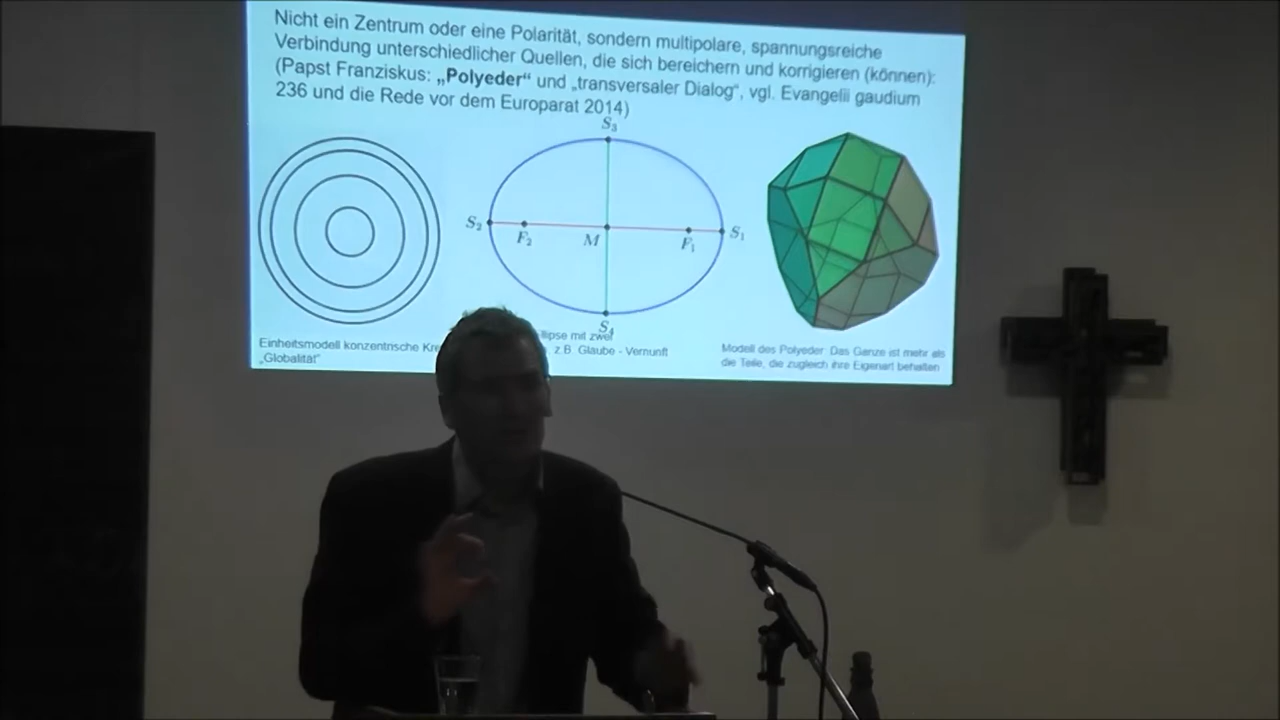 Nicht ein Zentrum oder eine Polarität, sondern multipolare, spannungsreiche
Verbindung unterschiedlicher Quellen, die sich bereichern und korrigieren (können):
(Papst Franziskus: „Polyeder“ und „transversaler Dialog“, vgl. Evangelii gaudium
236 und die Rede vor dem Europarat 2014)
S₃
S₂
F₂
M
F₁
S₁
S₄
Einheitsmodell konzentrische
„Globalität“
mit zwei
z.B. Glaube - Vernunft
Modell des Polyeder: Das Ganze ist mehr als
die Teile, die zugleich ihre Eigenart behalten